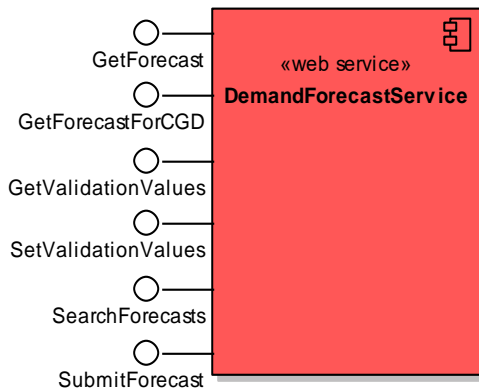 GetForecast
«web service»
DemandForecastService
GetForecastForCGD
GetValidationValues
SetValidationValues
SearchForecasts
SubmitForecast